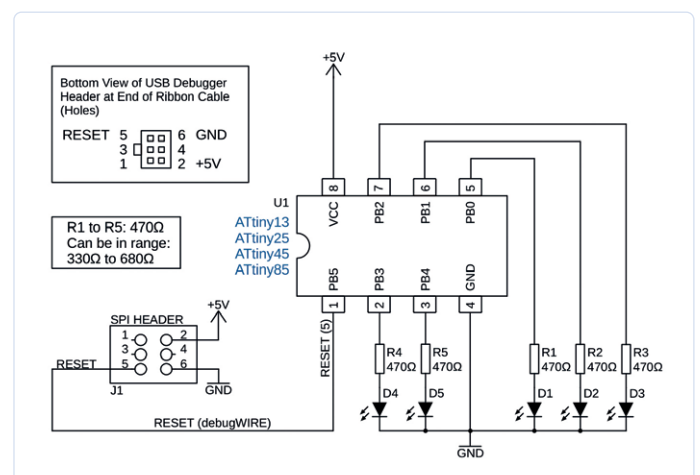 +5V
Bottom View of USB Debugger
Header at End of Ribbon Cable
(Holes)
RESET 5 6 GND
3 4
1 2 +5V
8 7 6 5
U1
VCC PB2 PB1 PB0
ATtiny13
ATtiny25
ATtiny45
ATtiny85
R1 to R5: 470Ω
Can be in range:
330Ω to 680Ω
PB5 PB3 PB4 GND
1 2 3 4
+5V
SPI HEADER
1 2
3 4
5 6
RESET
J1
GND
RESET (5)
R4
470Ω
R5
470Ω
R1
470Ω
R2
470Ω
R3
470Ω
D4 D5 D1 D2 D3
RESET (debugWIRE)
GND